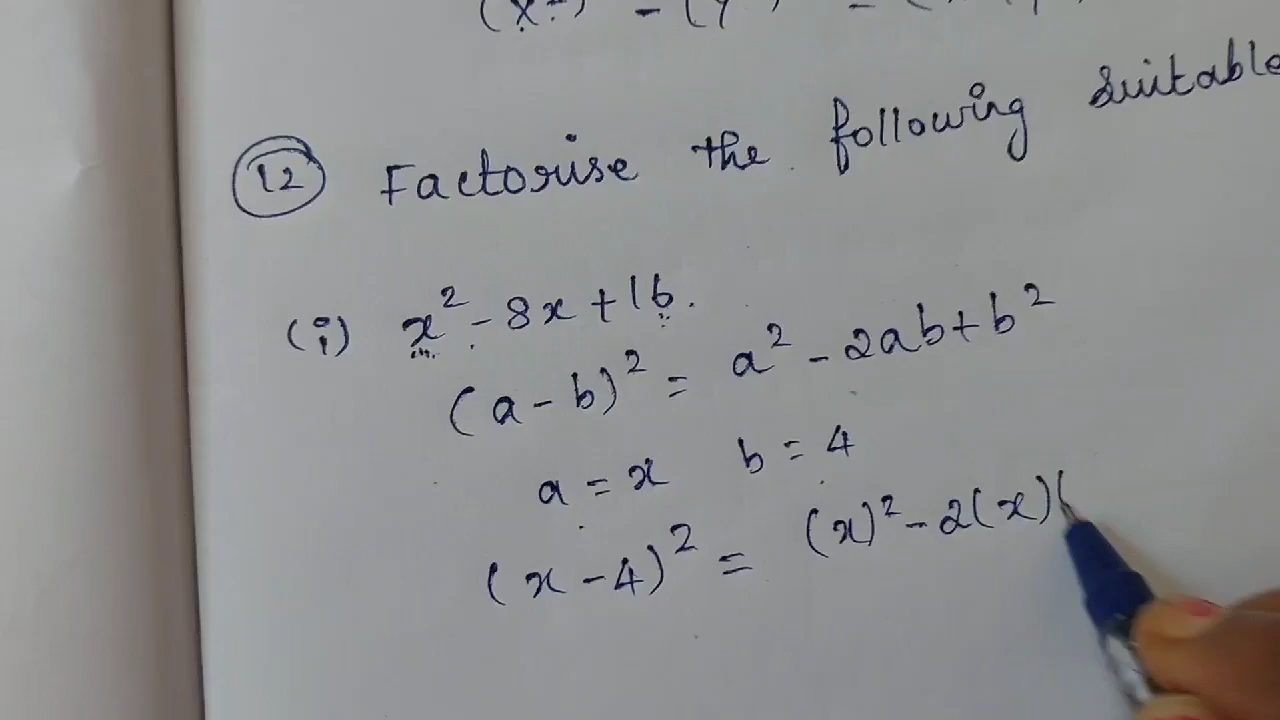 (12) Factorise the following suitable
(i) x² - 8x + 16.
(a - b)² = a² - 2ab + b²
a = x b = 4
(x - 4)² = (x)² - 2(x)(